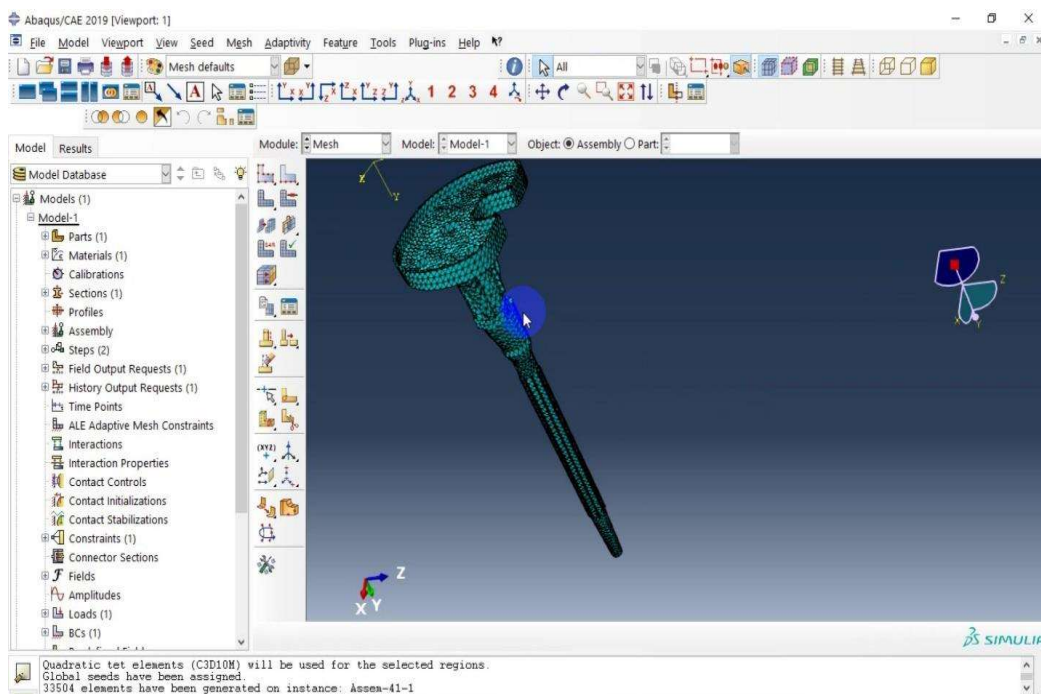 Abaqus/CAE 2019 [Viewport: 1]
File Model Viewport View Seed Mesh Adaptivity Feature Tools Plug-ins Help
Mesh defaults
All
1 2 3 4
Module: Mesh Model: Model-1 Object: Assembly Part:
Model Results
Model Database
Models (1)
Model-1
Parts (1)
Materials (1)
Calibrations
Sections (1)
Profiles
Assembly
Steps (2)
Field Output Requests (1)
History Output Requests (1)
Time Points
ALE Adaptive Mesh Constraints
Interactions
Interaction Properties
Contact Controls
Contact Initializations
Contact Stabilizations
Constraints (1)
Connector Sections
Fields
Amplitudes
Loads (1)
BCs (1)
(XYZ)
Y
Z
X Y
Z
X Y
SIMULIA
Quadratic tet elements (C3D10M) will be used for the selected regions.
Global seeds have been assigned.
33504 elements have been generated on instance: Assem-41-1